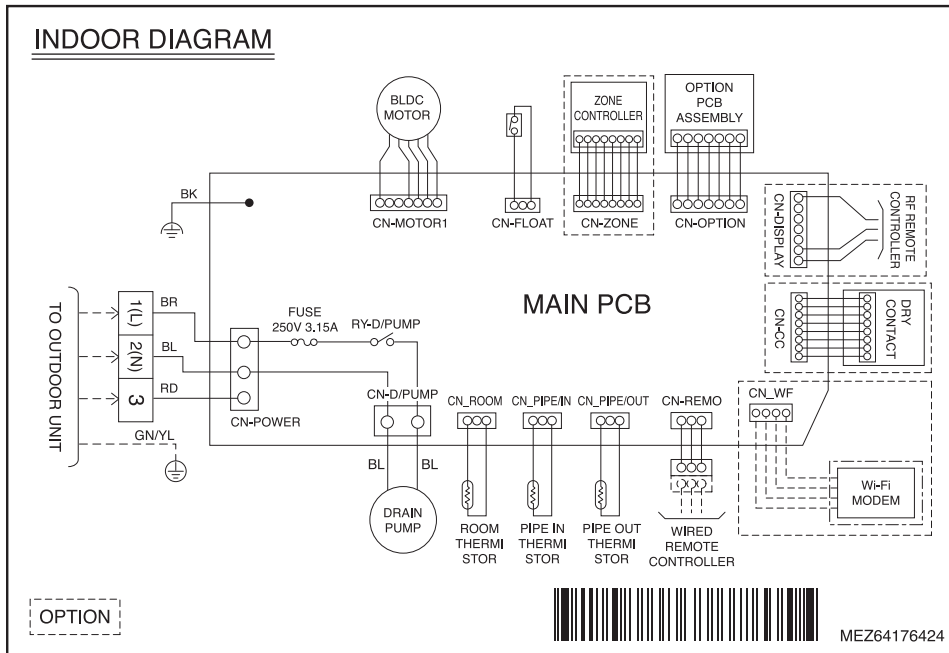 INDOOR DIAGRAM
BLDC
MOTOR
ZONE
CONTROLLER
OPTION
PCB
ASSEMBLY
BK
CN-MOTOR1
CN-FLOAT
CN-ZONE
CN-OPTION
CN-DISPLAY
RF REMOTE
CONTROLLER
TO OUTDOOR UNIT
1(L)
2(N)
3
BR
BL
RD
GN/YL
FUSE
250V 3.15A
RY-D/PUMP
MAIN PCB
CN-CC
DRY
CONTACT
CN-POWER
CN-D/PUMP
CN_ROOM
CN_PIPE/IN
CN_PIPE/OUT
CN-REMO
CN_WF
BL
BL
DRAIN
PUMP
ROOM
THERMI
STOR
PIPE IN
THERMI
STOR
PIPE OUT
THERMI
STOR
WIRED
REMOTE
CONTROLLER
Wi-Fi
MODEM
OPTION
MEZ64176424